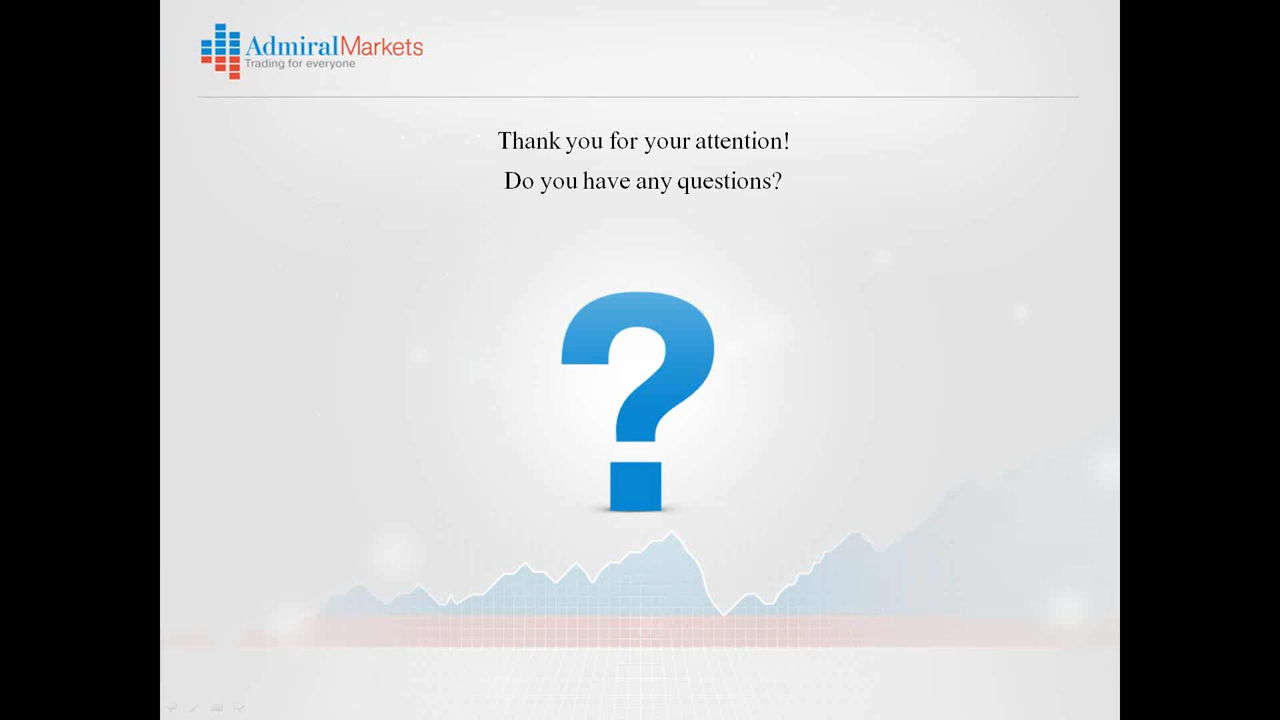 AdmiralMarkets
Trading for everyone
Thank you for your attention!
Do you have any questions?
?